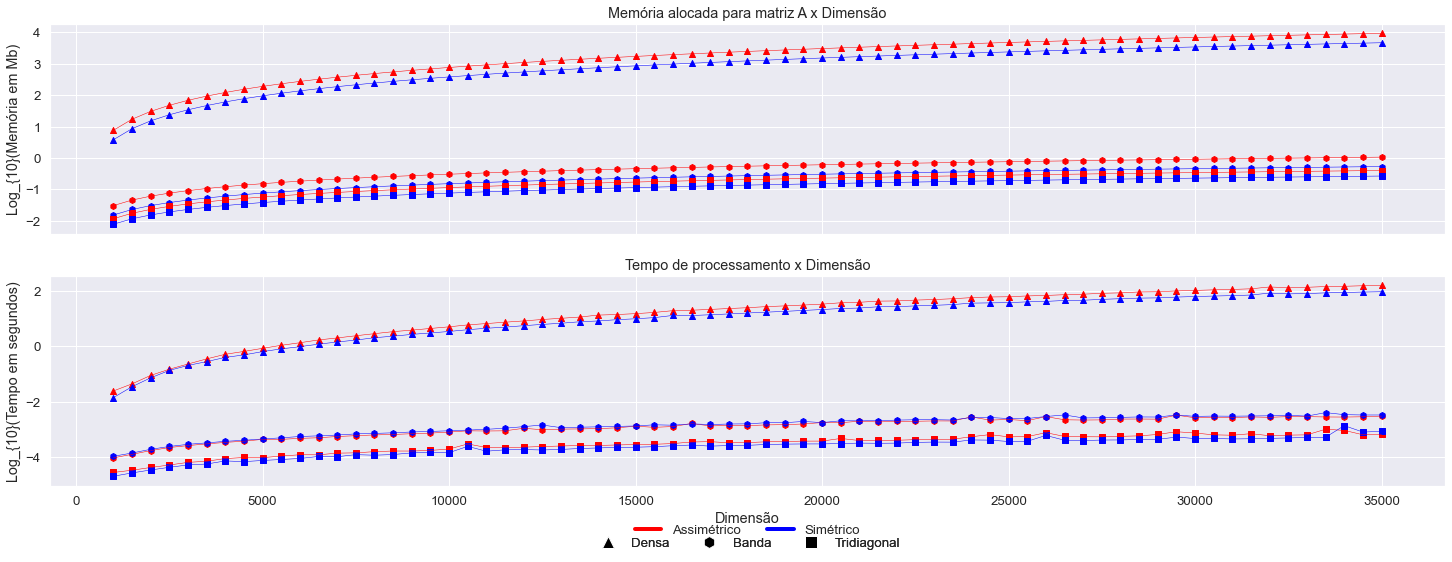 Memória alocada para matriz A x Dimensão
Log_{10}(Memória em Mb)
4
3
2
1
0
−1
−2
Tempo de processamento x Dimensão
Log_{10}(Tempo em segundos)
2
0
−2
−4
0 5000 10000 15000 20000 25000 30000 35000
Dimensão
Assimétrico Simétrico
Densa Banda Tridiagonal